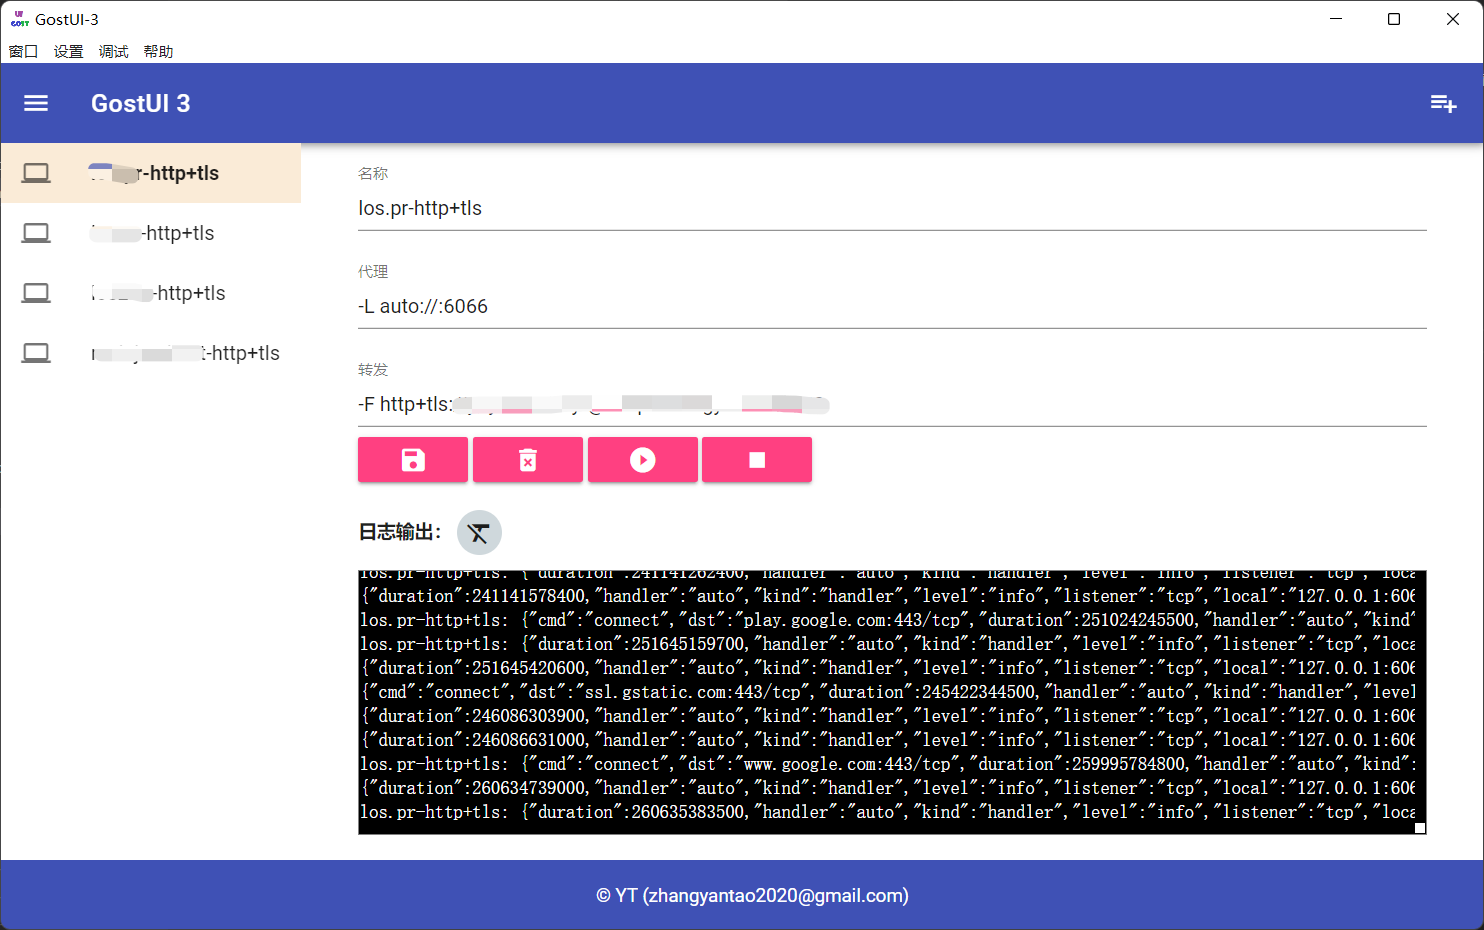 GostUI-3
窗口 设置 调试 帮助
GostUI 3
r-http+tls
-http+tls
-http+tls
t-http+tls
名称
los.pr-http+tls
代理
-L auto://:6066
转发
-F http+tls:
日志输出：
los.pr-http+tls: {"duration":241141262400,"handler":"auto","kind":"handler","level":"info","listener":"tcp","loca
{"duration":241141578400,"handler":"auto","kind":"handler","level":"info","listener":"tcp","local":"127.0.0.1:606
los.pr-http+tls: {"cmd":"connect","dst":"play.google.com:443/tcp","duration":251024245500,"handler":"auto","kind"
los.pr-http+tls: {"duration":251645159700,"handler":"auto","kind":"handler","level":"info","listener":"tcp","loca
{"duration":251645420600,"handler":"auto","kind":"handler","level":"info","listener":"tcp","local":"127.0.0.1:606
{"cmd":"connect","dst":"ssl.gstatic.com:443/tcp","duration":245422344500,"handler":"auto","kind":"handler","level
{"duration":246086303900,"handler":"auto","kind":"handler","level":"info","listener":"tcp","local":"127.0.0.1:606
{"duration":246086631000,"handler":"auto","kind":"handler","level":"info","listener":"tcp","local":"127.0.0.1:606
los.pr-http+tls: {"cmd":"connect","dst":"www.google.com:443/tcp","duration":259995784800,"handler":"auto","kind":
{"duration":260634739000,"handler":"auto","kind":"handler","level":"info","listener":"tcp","local":"127.0.0.1:606
los.pr-http+tls: {"duration":260635383500,"handler":"auto","kind":"handler","level":"info","listener":"tcp","loca
© YT (zhangyantao2020@gmail.com)